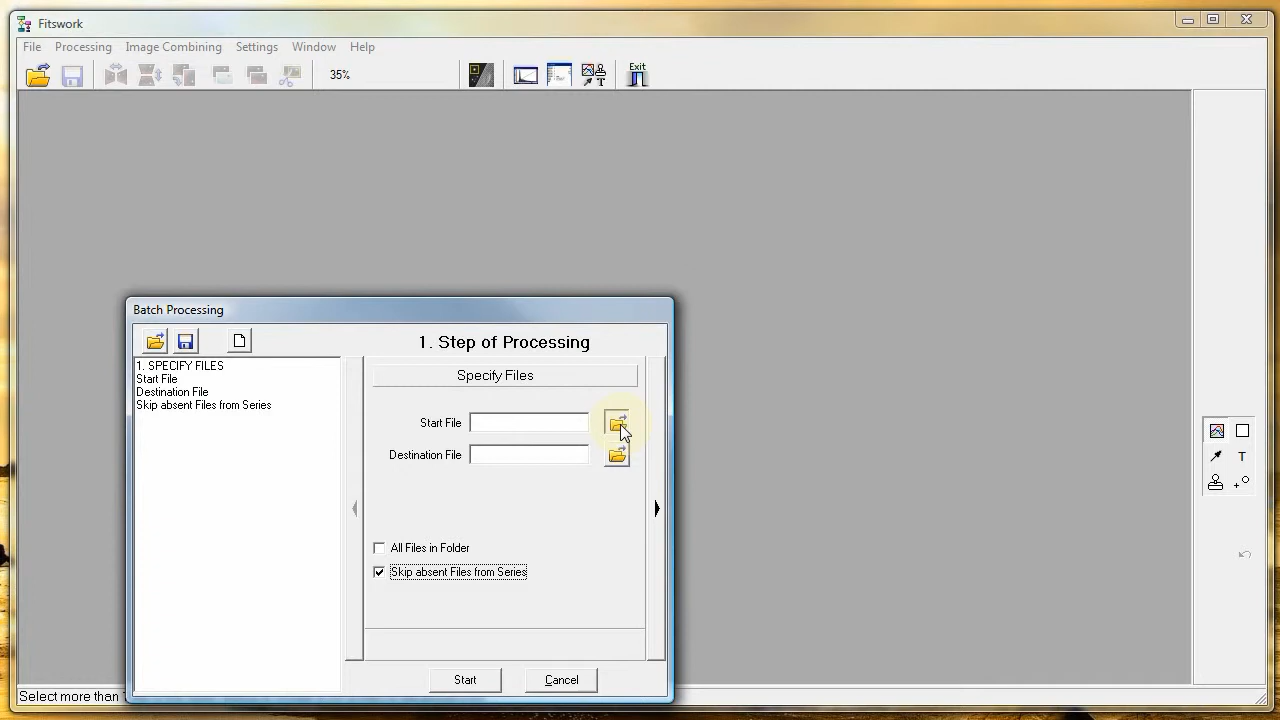 Fitswork
File Processing Image Combining Settings Window Help
35% Exit
Batch Processing
1. Step of Processing
1. SPECIFY FILES
Start File
Destination File
Skip absent Files from Series
Specify Files
Start File
Destination File
All Files in Folder
Skip absent Files from Series
Start Cancel
T
Select more than